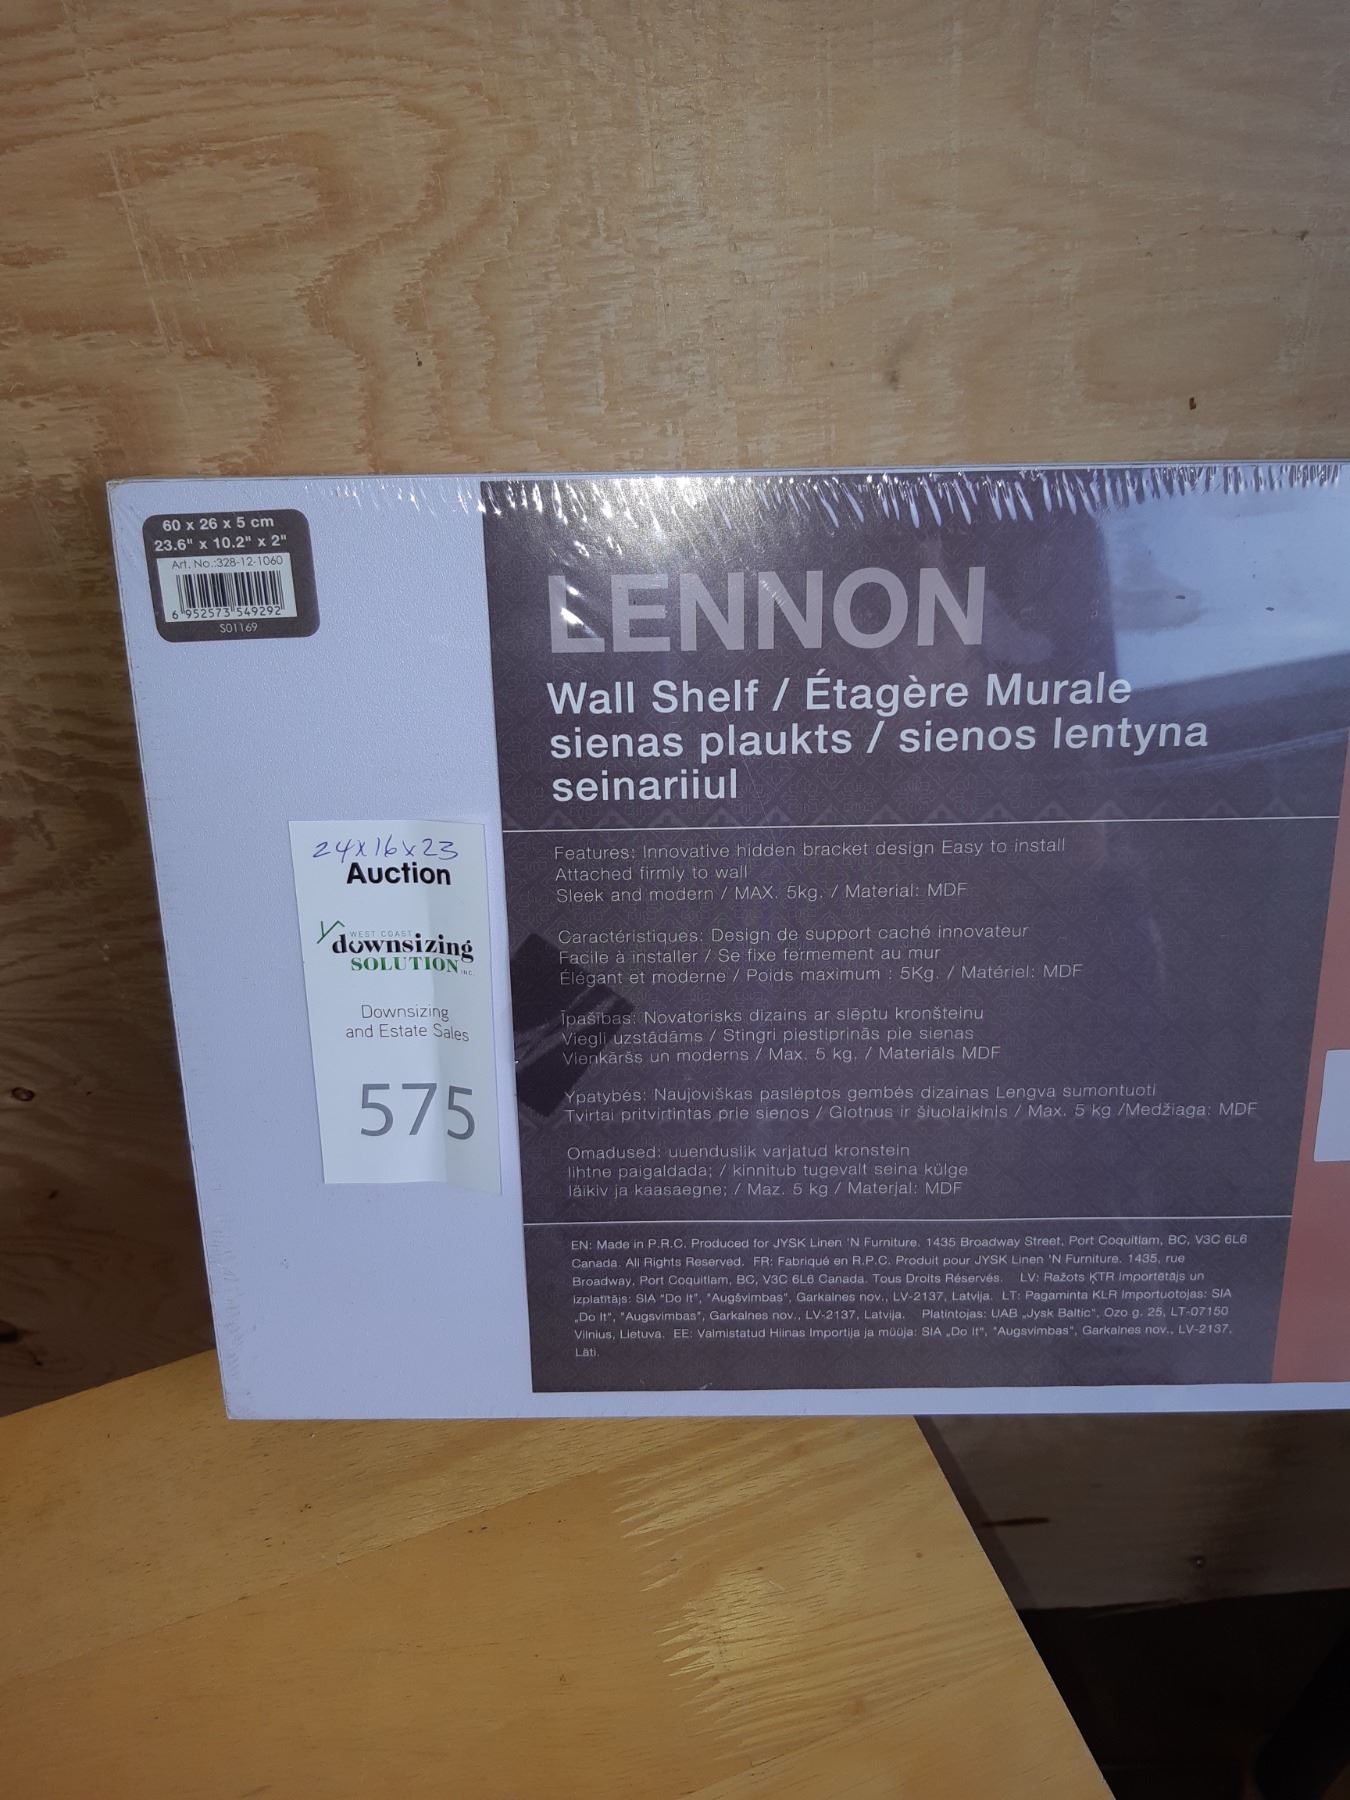 60 x 26 x 5 cm
23.6" x 10.2" x 2"
Art. No.:328-12-1060
6 952573 549292
S01169
LENNON
Wall Shelf / Étagère Murale
sienas plaukts / sienos lentyna
seinariiul
24x16x23
Auction
WEST COAST
downsizing
SOLUTION INC.
Downsizing
and Estate Sales
575
Features: Innovative hidden bracket design Easy to install
Attached firmly to wall
Sleek and modern / MAX. 5kg. / Material: MDF
Caractéristiques: Design de support caché innovateur
Facile à installer / Se fixe fermement au mur
Élégant et moderne / Poids maximum : 5Kg. / Matériel: MDF
Īpašības: Novatorisks dizains ar slēptu kronšteinu
Viegli uzstādāms / Stingri piestiprinās pie sienas
Vienkāršs un moderns / Max. 5 kg. / Materiāls MDF
Ypatybės: Naujoviškas paslėptos gembės dizainas Lengva sumontuoti
Tvirtai pritvirtintas prie sienos / Glotnus ir šiuolaikinis / Max. 5 kg /Medžiaga: MDF
Omadused: uuenduslik varjatud kronstein
lihtne paigaldada; / kinnitub tugevalt seina külge
läikiv ja kaasaegne; / Maz. 5 kg / Materjal: MDF
EN: Made in P.R.C. Produced for JYSK Linen 'N Furniture. 1435 Broadway Street, Port Coquitlam, BC, V3C 6L6
Canada. All Rights Reserved. FR: Fabriqué en R.P.C. Produit pour JYSK Linen 'N Furniture. 1435, rue
Broadway, Port Coquitlam, BC, V3C 6L6 Canada. Tous Droits Réservés. LV: Ražots ĶTR Importētājs un
izplatītājs: SIA "Do It", "Augšvimbas", Garkalnes nov., LV-2137, Latvija. LT: Pagaminta KLR Importuotojas: SIA
„Do It", "Augsvimbas", Garkalnes nov., LV-2137, Latvija. Platintojas: UAB „Jysk Baltic", Ozo g. 25, LT-07150
Vilnius, Lietuva. EE: Valmistatud Hiinas Importija ja müüja: SIA „Do It", "Augsvimbas", Garkalnes nov., LV-2137,
Läti.